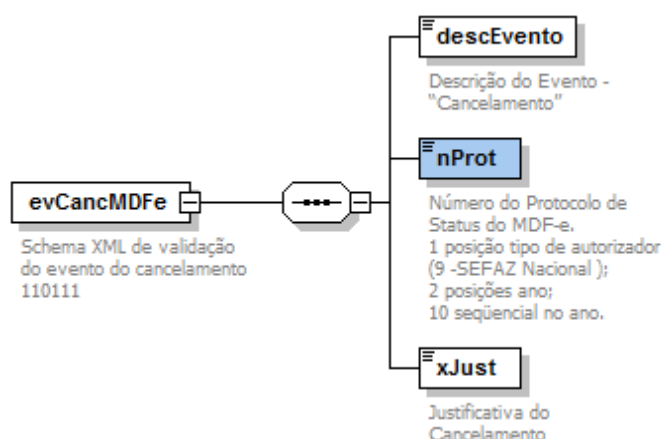 descEvento
Descrição do Evento -
"Cancelamento"
nProt
Número do Protocolo de
Status do MDF-e.
1 posição tipo de autorizador
(9 -SEFAZ Nacional );
2 posições ano;
10 seqüencial no ano.
evCancMDFe
Schema XML de validação
do evento do cancelamento
110111
xJust
Justificativa do
Cancelamento